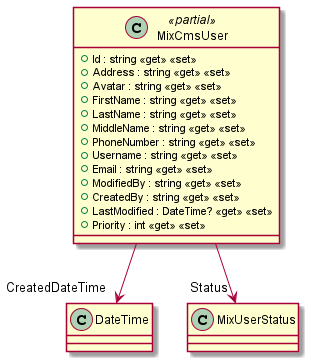 «partial»
C MixCmsUser
Id : string «get» «set»
Address : string «get» «set»
Avatar : string «get» «set»
FirstName : string «get» «set»
LastName : string «get» «set»
MiddleName : string «get» «set»
PhoneNumber : string «get» «set»
Username : string «get» «set»
Email : string «get» «set»
ModifiedBy : string «get» «set»
CreatedBy : string «get» «set»
LastModified : DateTime? «get» «set»
Priority : int «get» «set»
CreatedDateTime Status
C DateTime C MixUserStatus